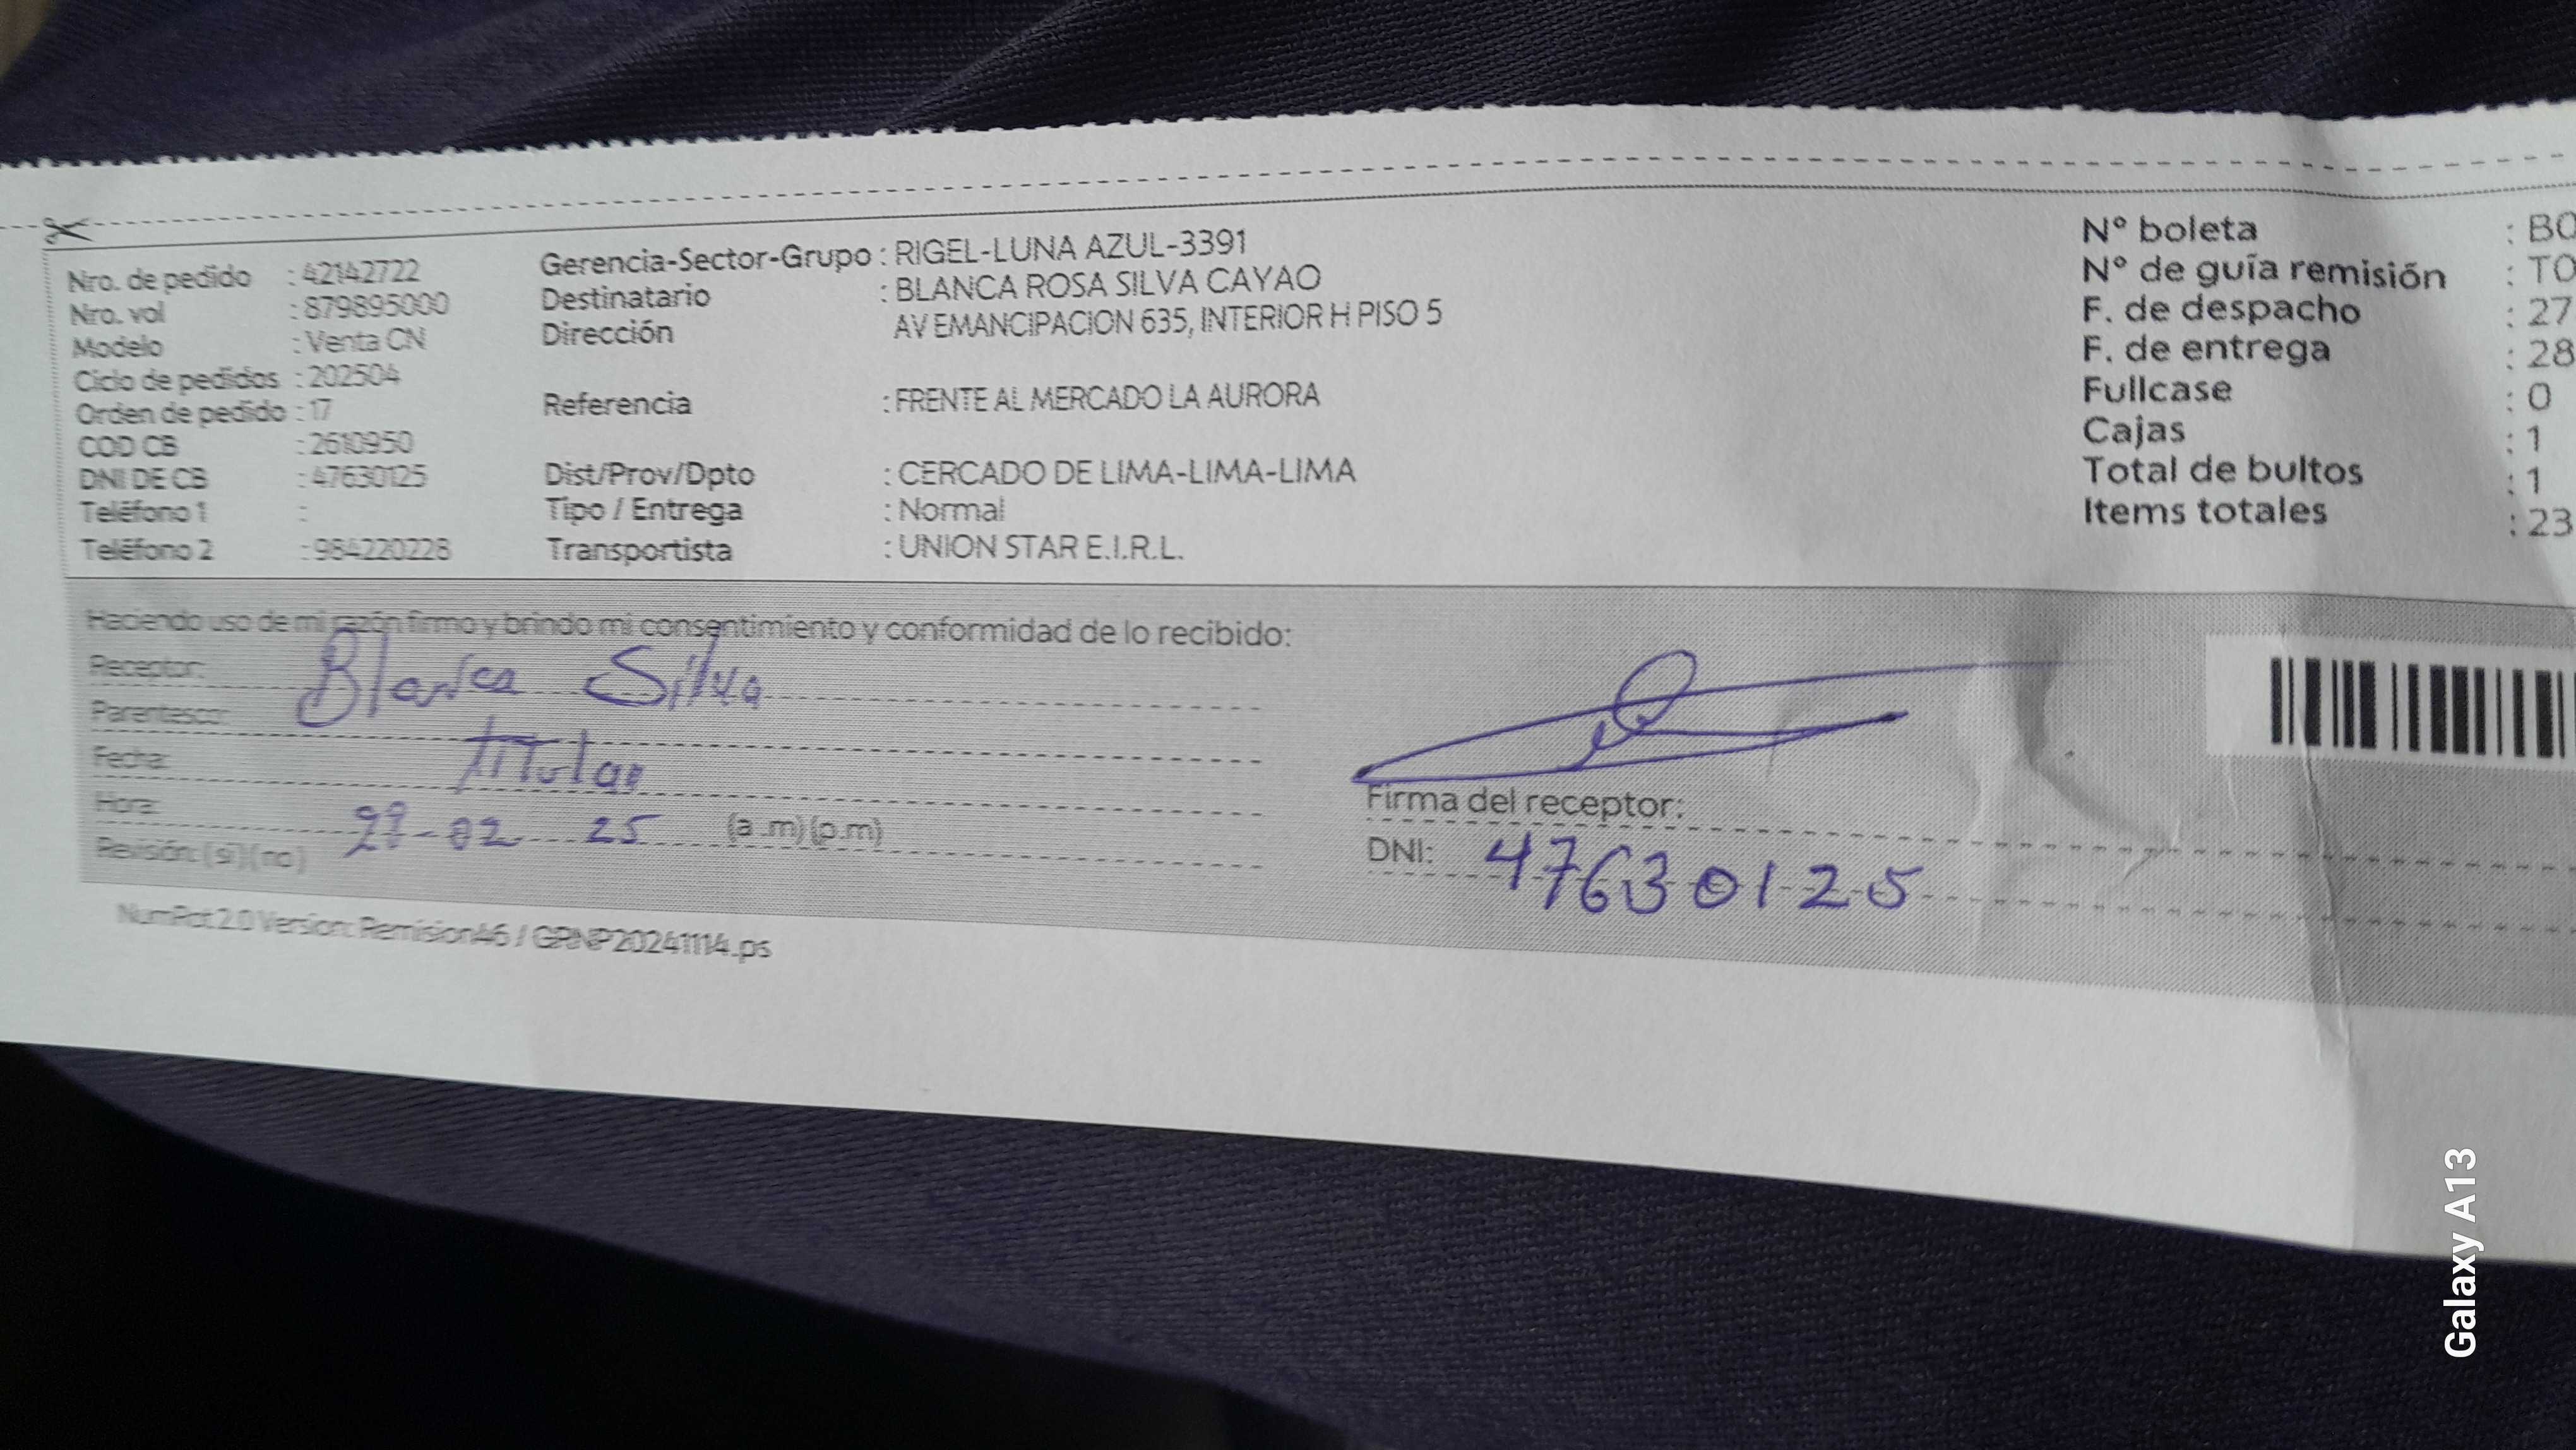 Nro. de pedido : 42142722
Nro. vol : 879895000
Modelo : Venta CN
Ciclo de pedidos : 202504
Orden de pedido : 17
COD CB : 2610950
DNI DE CB : 47630125
Teléfono 1 :
Teléfono 2 : 984220228
Gerencia-Sector-Grupo : RIGEL-LUNA AZUL-3391
Destinatario : BLANCA ROSA SILVA CAYAO
Dirección AV EMANCIPACION 635, INTERIOR H PISO 5
Referencia : FRENTE AL MERCADO LA AURORA
Dist/Prov/Dpto : CERCADO DE LIMA-LIMA-LIMA
Tipo / Entrega : Normal
Transportista : UNION STAR E.I.R.L.
N° boleta : B0
N° de guía remisión : T0
F. de despacho : 27
F. de entrega : 28
Fullcase : 0
Cajas : 1
Total de bultos : 1
Items totales : 23
Haciendo uso de mi razón firmo y brindo mi consentimiento y conformidad de lo recibido:
Receptor: Blanca Silva
Parentesco: Titular
Fecha:
Hora: -02 25 (a.m)(p.m)
Revisión: (si)(no)
Firma del receptor:
DNI: 47630125
NumPot 2.0 Version: Remision46 / GPNP20241114.ps
Galaxy A13